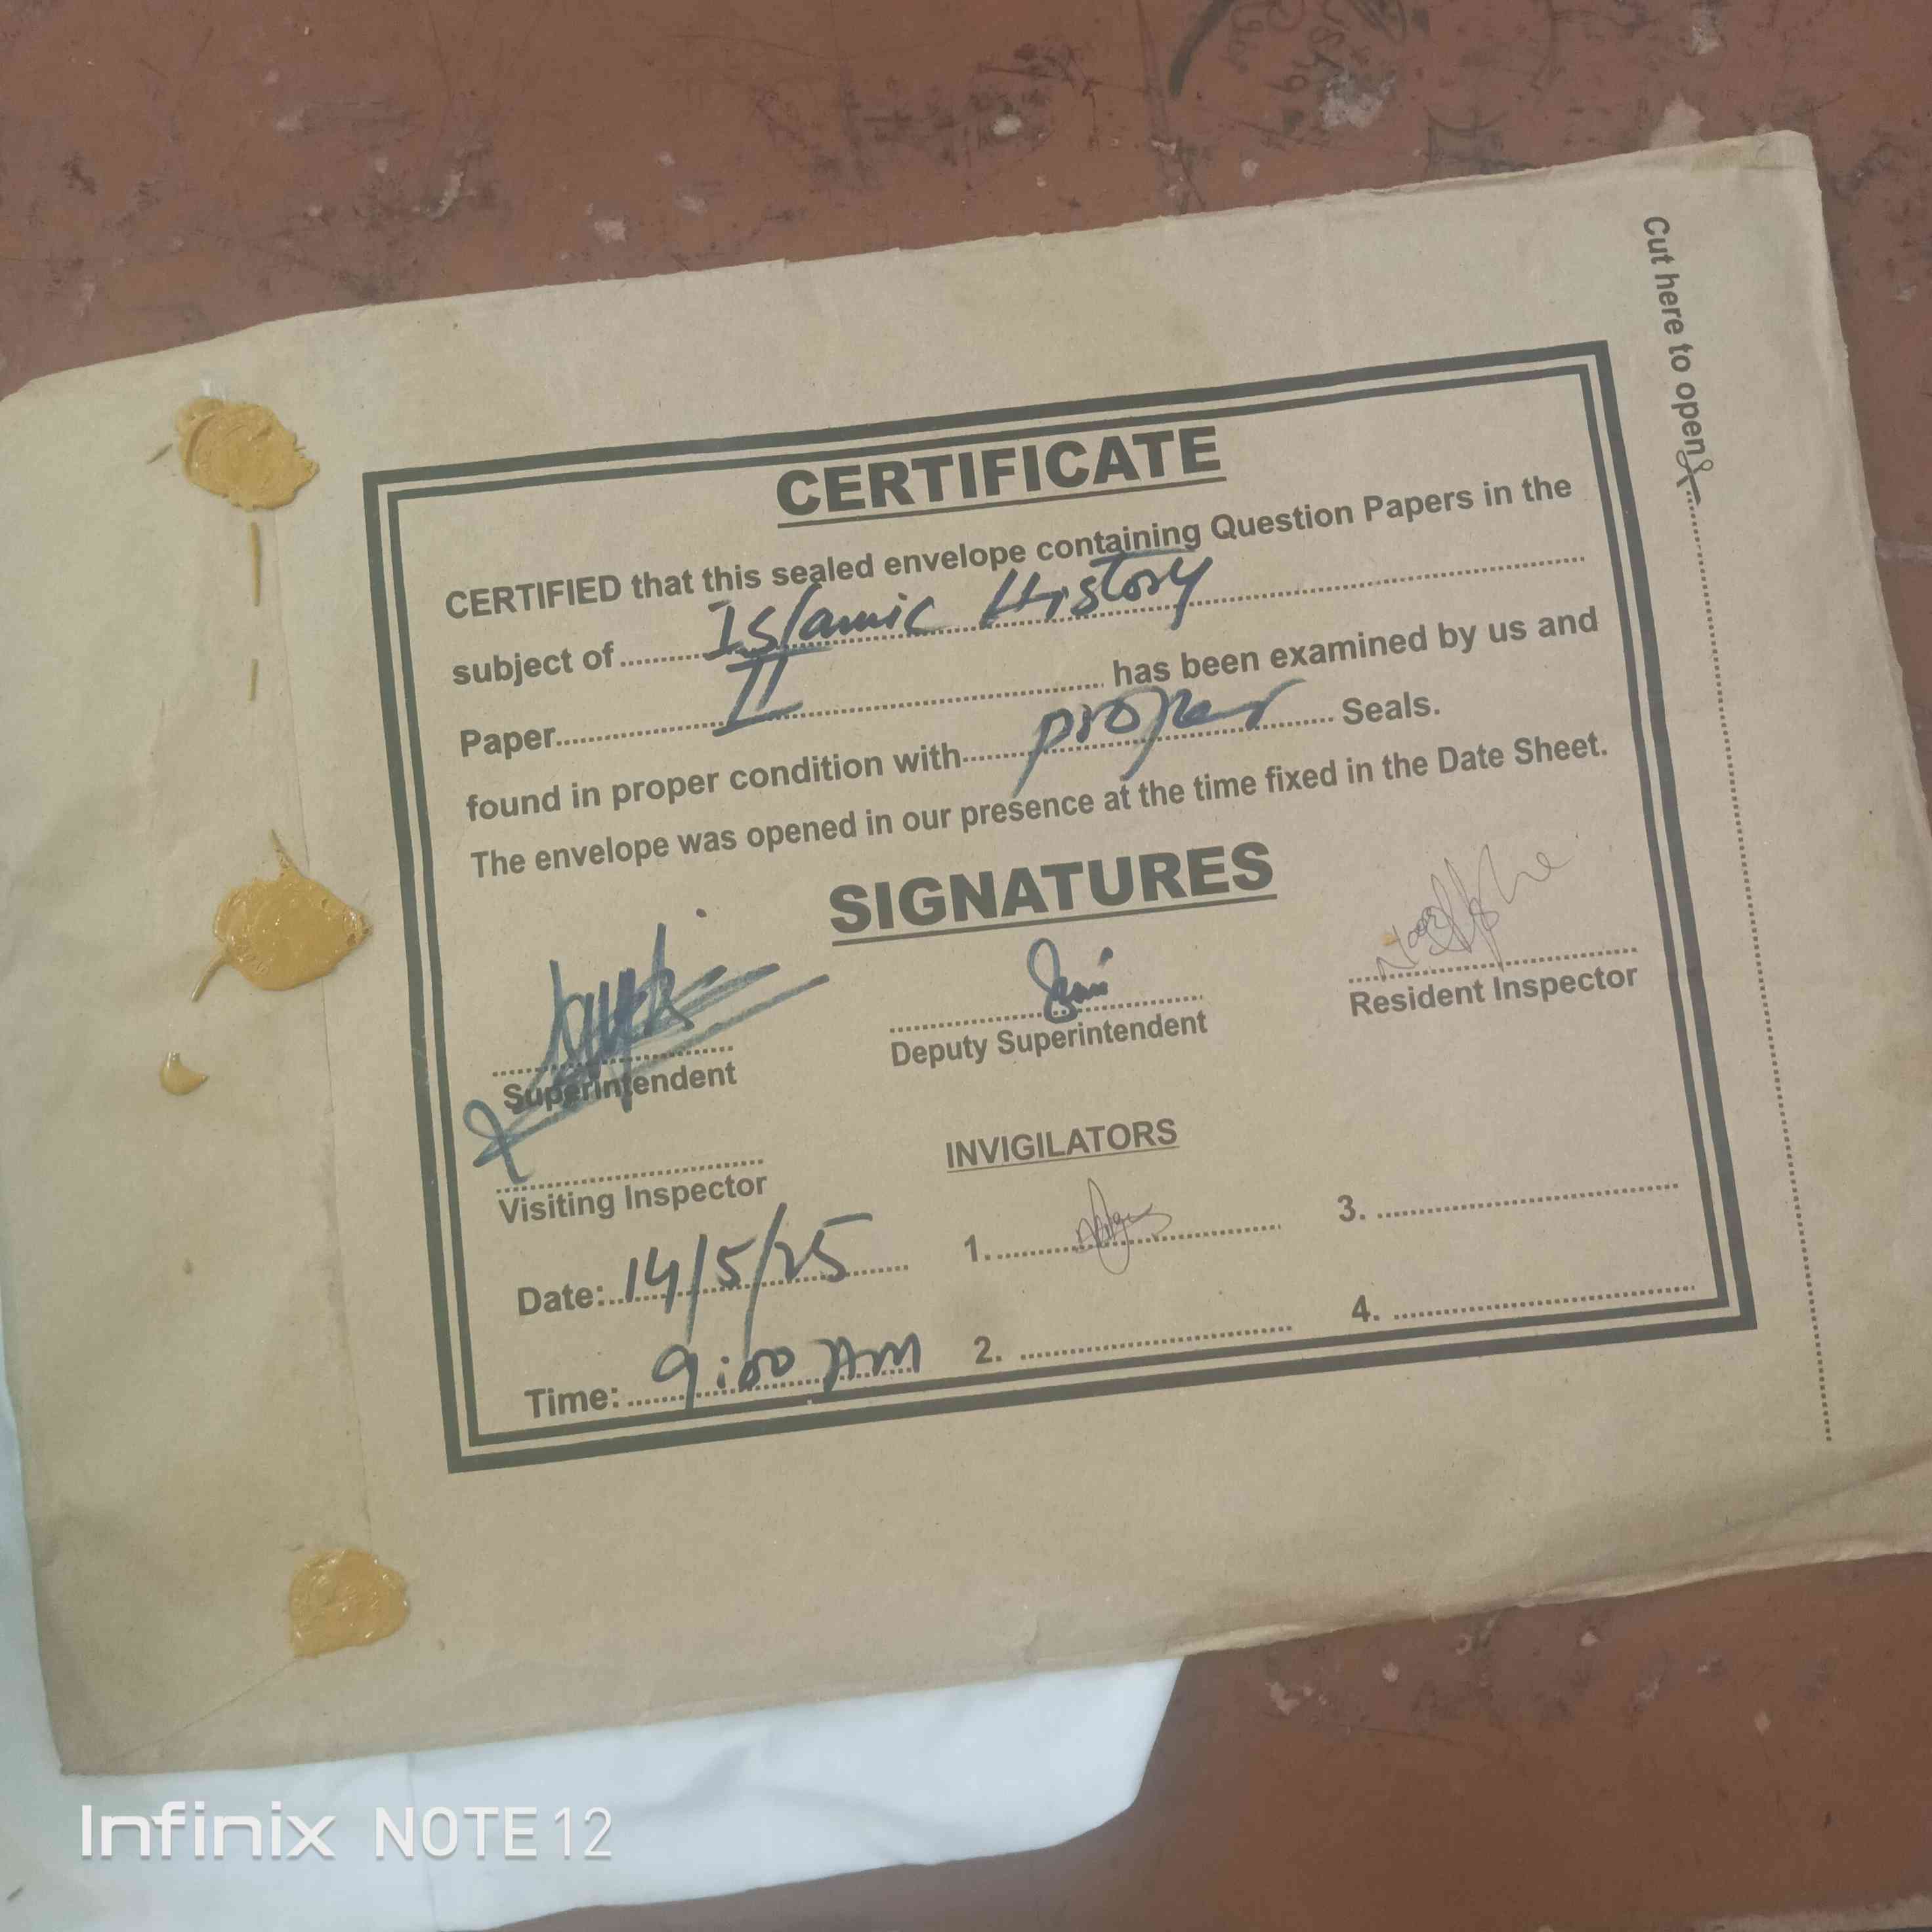 Cut here to open
CERTIFICATE
CERTIFIED that this sealed envelope containing Question Papers in the
subject of Islamic History
Paper II has been examined by us and
found in proper condition with proper Seals.
The envelope was opened in our presence at the time fixed in the Date Sheet.
SIGNATURES
Superintendent
Deputy Superintendent
Resident Inspector
Visiting Inspector
INVIGILATORS
1.
3.
Date: 14/5/25
2.
4.
Time: 9:00 AM
Infinix NOTE 12